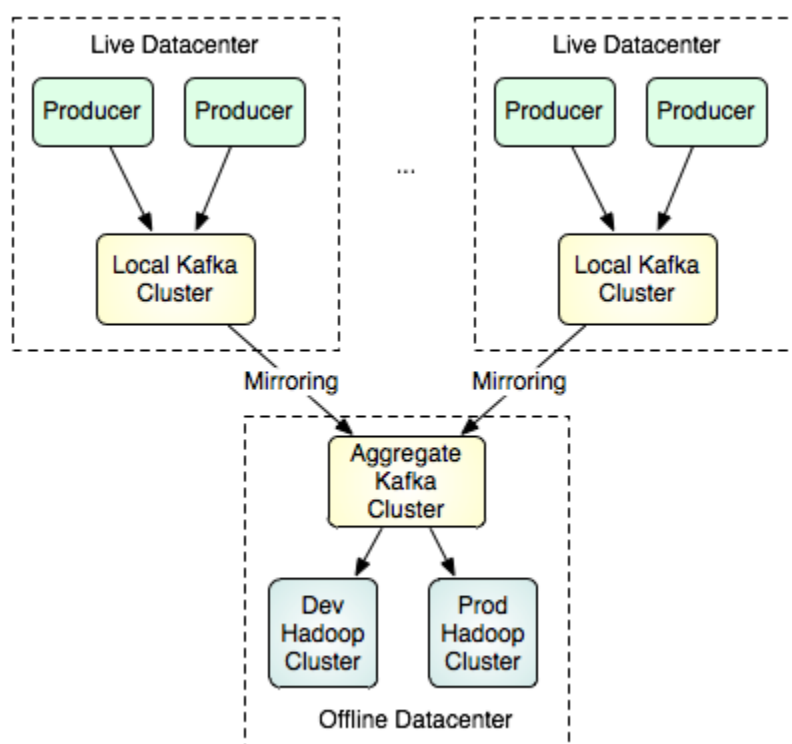 Live Datacenter
Producer
Producer
Local Kafka
Cluster
...
Live Datacenter
Producer
Producer
Local Kafka
Cluster
Mirroring
Mirroring
Aggregate
Kafka
Cluster
Dev
Hadoop
Cluster
Prod
Hadoop
Cluster
Offline Datacenter